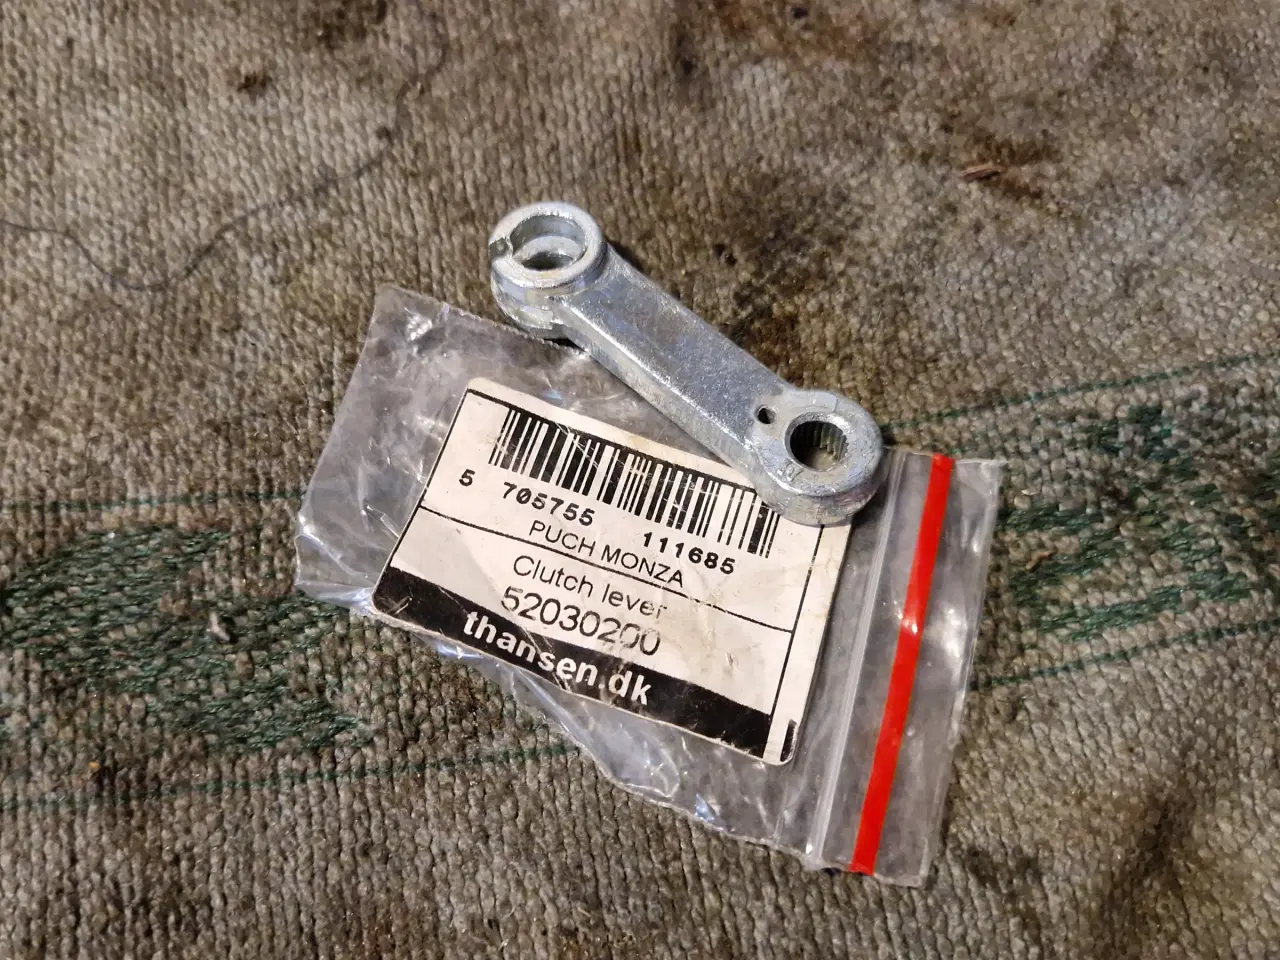 5 705755 111685
PUCH MONZA
Clutch lever
52030200
thansen.dk